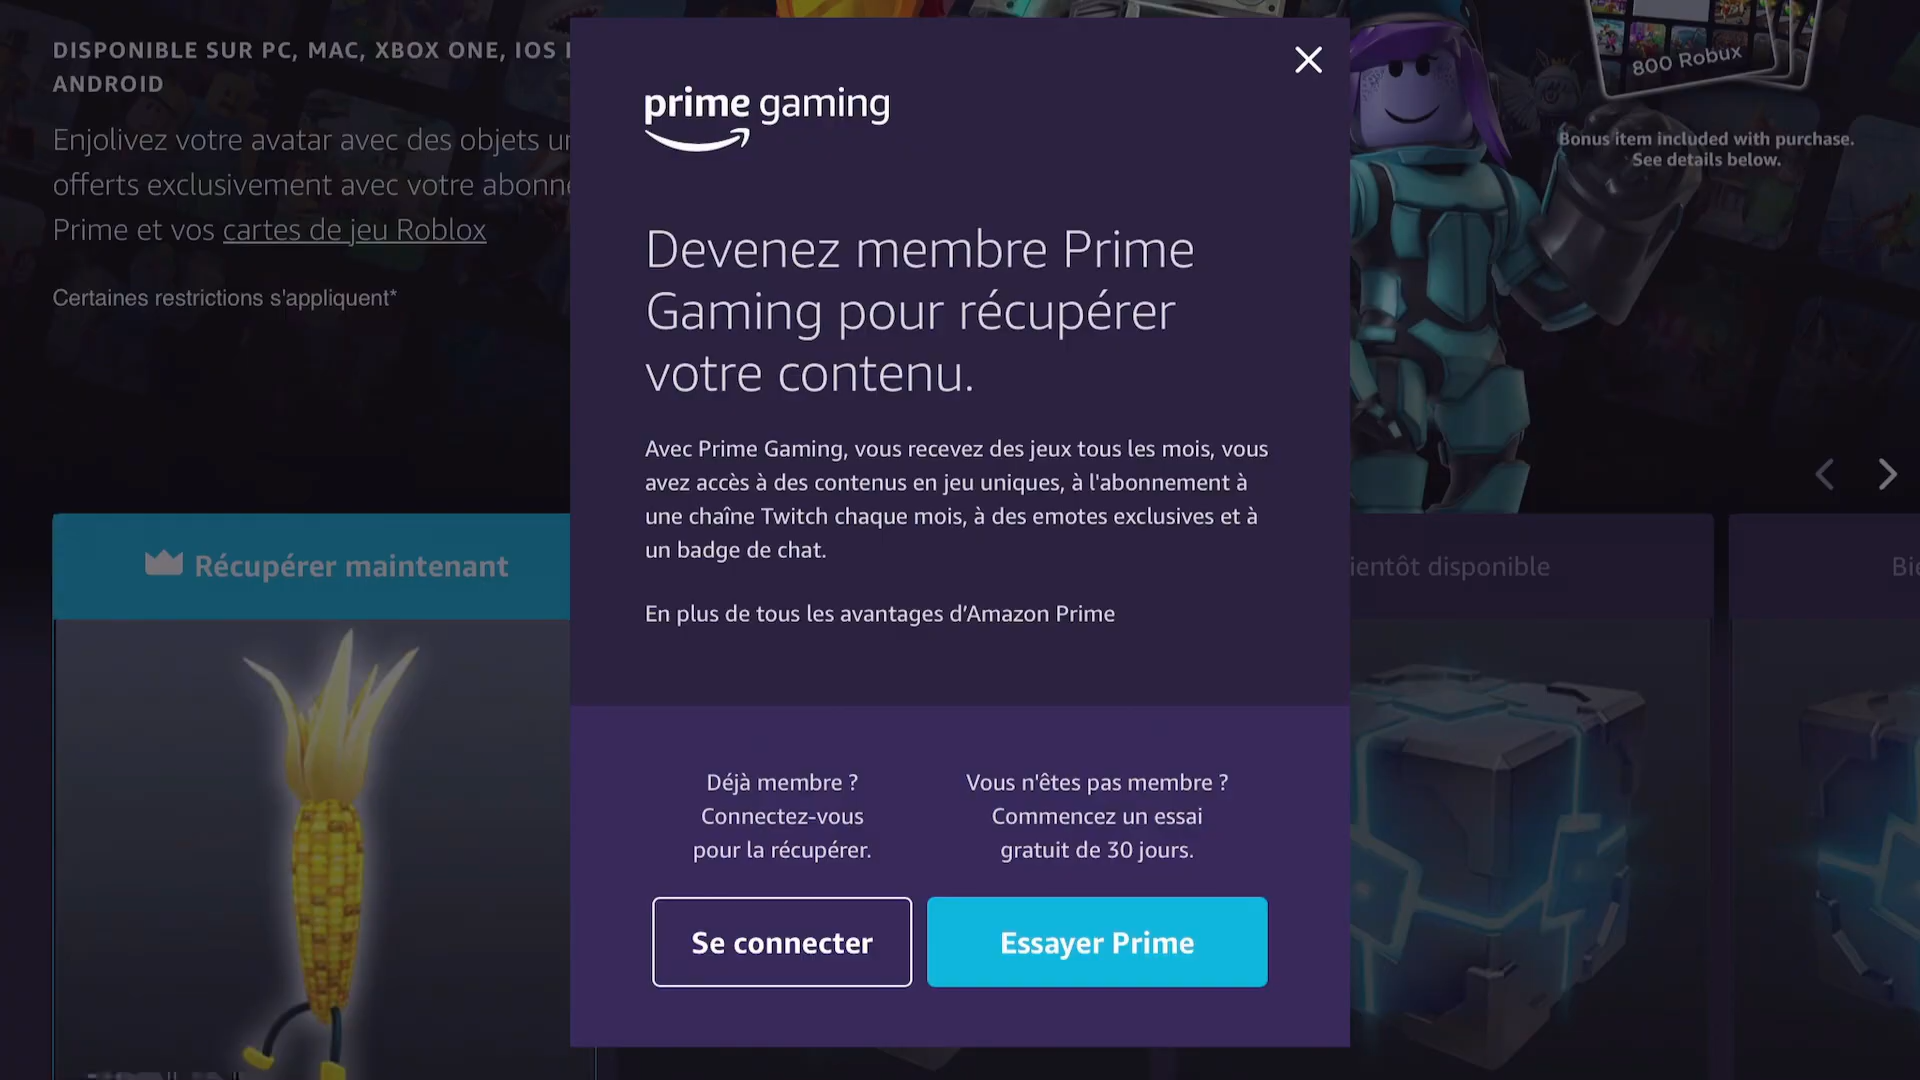 DISPONIBLE SUR PC, MAC, XBOX ONE, IOS
ANDROID
Enjolivez votre avatar avec des objets
offerts exclusivement avec votre
Prime et vos cartes de jeu Roblox
Certaines restrictions s'appliquent*
Récupérer maintenant
prime gaming
Devenez membre Prime
Gaming pour récupérer
votre contenu.
Avec Prime Gaming, vous recevez des jeux tous les mois, vous
avez accès à des contenus en jeu uniques, à l'abonnement à
une chaîne Twitch chaque mois, à des emotes exclusives et à
un badge de chat.
En plus de tous les avantages d’Amazon Prime
Déjà membre ?
Connectez-vous
pour la récupérer.
Se connecter
Vous n'êtes pas membre ?
Commencez un essai
gratuit de 30 jours.
Essayer Prime
800 Robux
Bonus item included with purchase.
See details below.
disponible